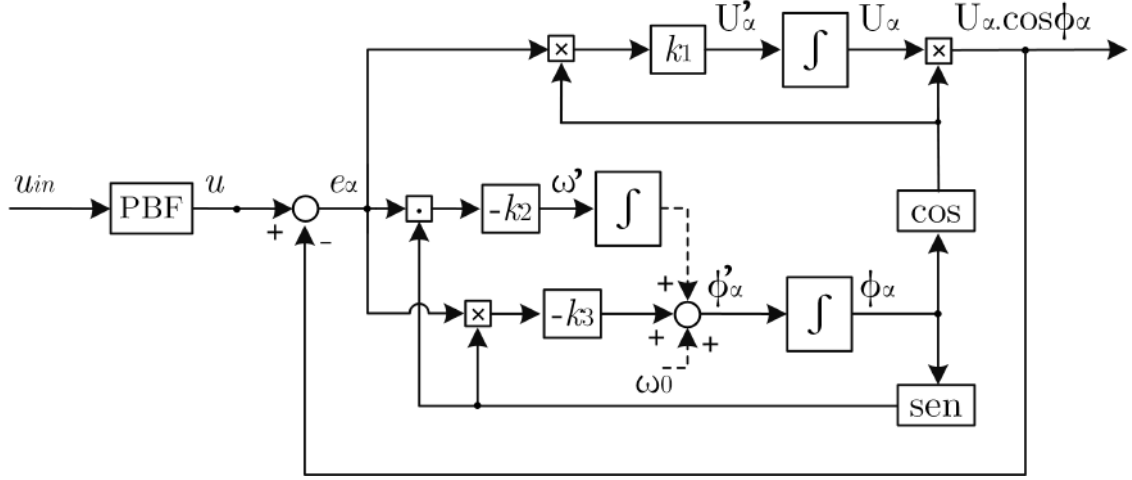 U'α Uα Uα.cosϕα
× k1 ∫ ×
uin u eα ω'
PBF · -k2 ∫ cos
+ -
+ ϕ'α ϕα
× -k3 ∫
+ +
ω0
sen